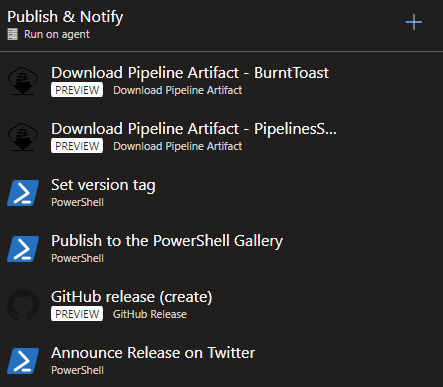 Publish & Notify
Run on agent
Download Pipeline Artifact - BurntToast
PREVIEW Download Pipeline Artifact
Download Pipeline Artifact - PipelinesS...
PREVIEW Download Pipeline Artifact
Set version tag
PowerShell
Publish to the PowerShell Gallery
PowerShell
GitHub release (create)
PREVIEW GitHub Release
Announce Release on Twitter
PowerShell